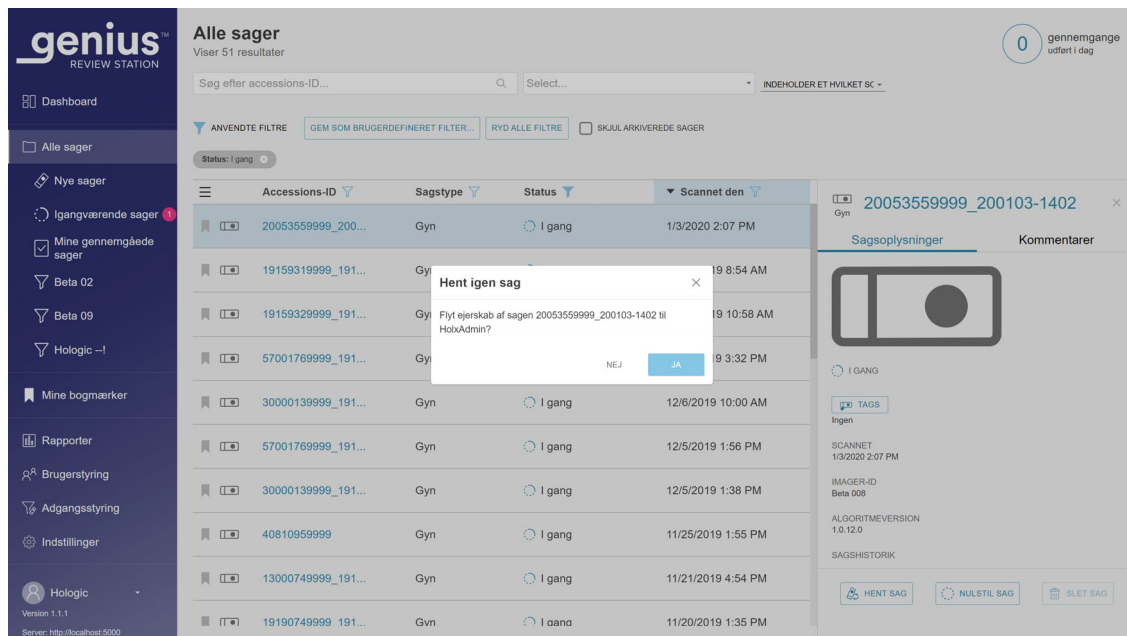 genius™
REVIEW STATION
Dashboard
Alle sager
Nye sager
Igangværende sager 1
Mine gennemgåede
sager
Beta 02
Beta 09
Hologic --!
Mine bogmærker
Rapporter
Brugerstyring
Adgangsstyring
Indstillinger
Hologic
Version 1.1.1
Server: http://localhost:5000
Alle sager
Viser 51 resultater
0 gennemgange
udført i dag
Søg efter accessions-ID...
Select...
INDEHOLDER ET HVILKET SC
ANVENDTE FILTRE
GEM SOM BRUGERDEFINERET FILTER...
RYD ALLE FILTRE
SKJUL ARKIVEREDE SAGER
Status: I gang
Accessions-ID Sagstype Status Scannet den
20053559999_200... Gyn I gang 1/3/2020 2:07 PM
19159319999_191... Gy 19 8:54 AM
19159329999_191... Gy 19 10:58 AM
57001769999_191... Gy 19 3:32 PM
30000139999_191... Gyn I gang 12/6/2019 10:00 AM
57001769999_191... Gyn I gang 12/5/2019 1:56 PM
30000139999_191... Gyn I gang 12/5/2019 1:38 PM
40810959999 Gyn I gang 11/25/2019 1:55 PM
13000749999_191... Gyn I gang 11/21/2019 4:54 PM
19190749999_191... Gyn I gang 11/20/2019 1:35 PM
Hent igen sag
Flyt ejerskab af sagen 20053559999_200103-1402 til
HolxAdmin?
NEJ
JA
Gyn
20053559999_200103-1402
Sagsoplysninger
Kommentarer
I GANG
TAGS
Ingen
SCANNET
1/3/2020 2:07 PM
IMAGER-ID
Beta 008
ALGORITMEVERSION
1.0.12.0
SAGSHISTORIK
HENT SAG
NULSTIL SAG
SLET SAG